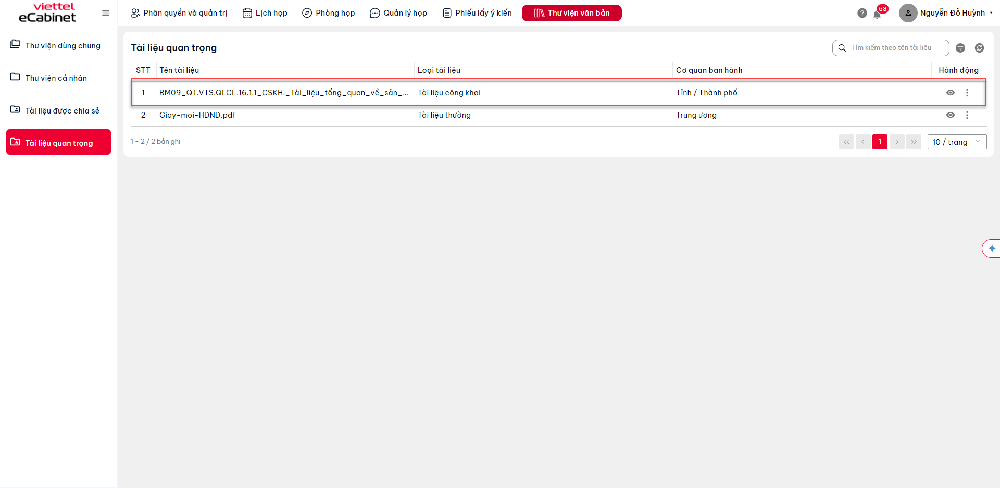 viettel
eCabinet
Phân quyền và quản trị
Lịch họp
Phòng họp
Quản lý họp
Phiếu lấy ý kiến
Thư viện văn bản
?
53
Nguyễn Đỗ Huỳnh
Thư viện dùng chung
Thư viện cá nhân
Tài liệu được chia sẻ
Tài liệu quan trọng
Tài liệu quan trọng
Tìm kiếm theo tên tài liệu
STT Tên tài liệu Loại tài liệu Cơ quan ban hành Hành động
1 BM09_QT.VTS.QLCL.16.1.1_CSKH._Tài_liệu_tổng_quan_về_sản_... Tài liệu công khai Tỉnh / Thành phố
2 Giay-moi-HDND.pdf Tài liệu thường Trung ương
1 - 2 / 2 bản ghi
<< < 1 > >> 10 / trang